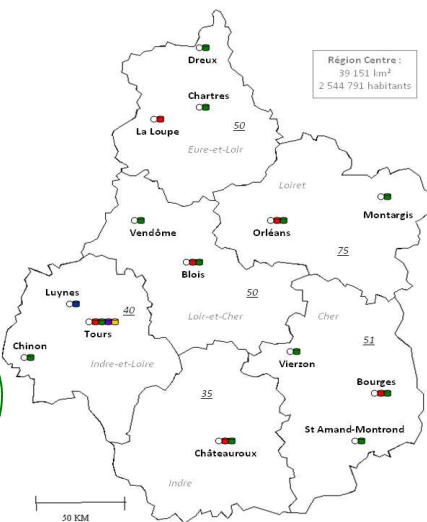 Dreux
Région Centre :
39 151 km²
2 544 791 habitants
Chartres
La Loupe
50
Eure-et-Loir
Loiret
Montargis
Vendôme
Orléans
75
Blois
Luynes
40
50
Loir-et-Cher
Cher
Tours
Chinon
Indre-et-Loire
51
Vierzon
35
Bourges
St Amand-Montrond
Châteauroux
Indre
50 KM